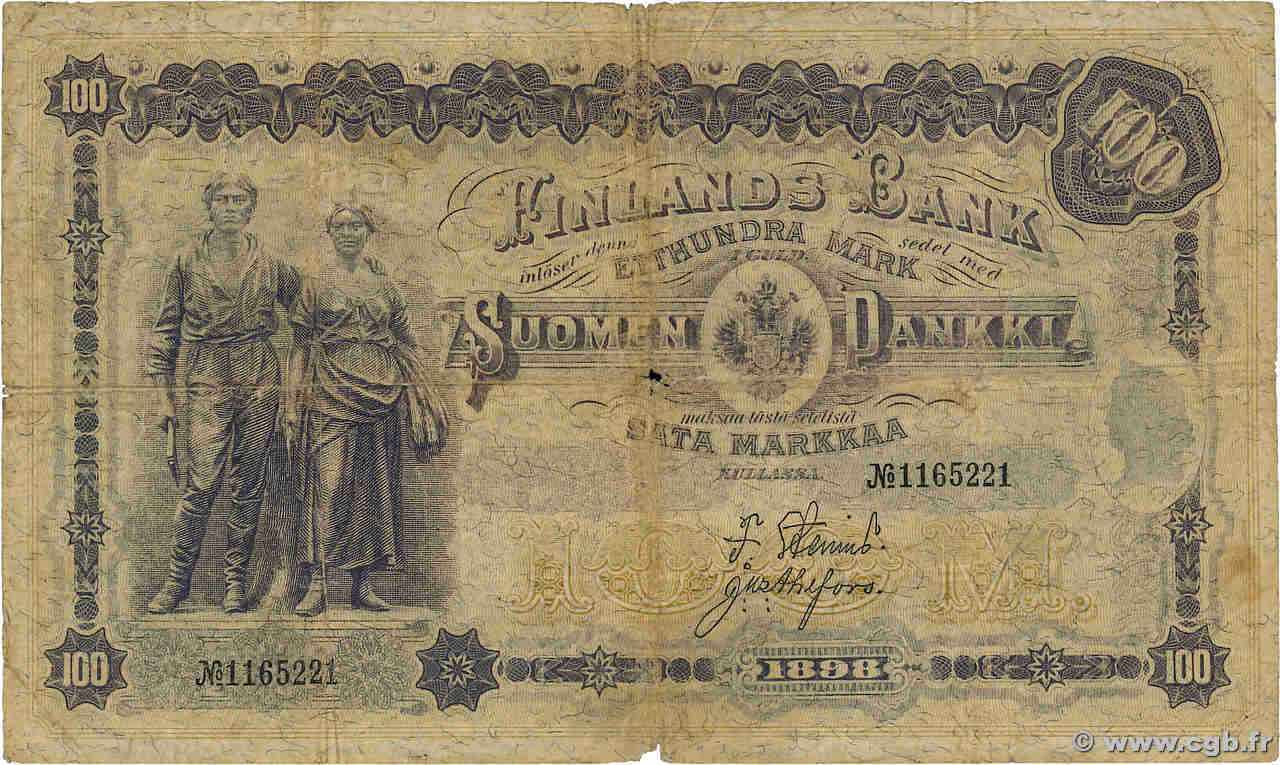 100
100
FINLANDS BANK
inlöser denna sedel med
ETTHUNDRA MARK
I GULD.
SUOMEN PANKKI
maksaa tästä setelistä
SATA MARKKAA
KULLASSA.
№1165221
100 M.
№1165221
100
1898
100
© www.cgb.fr